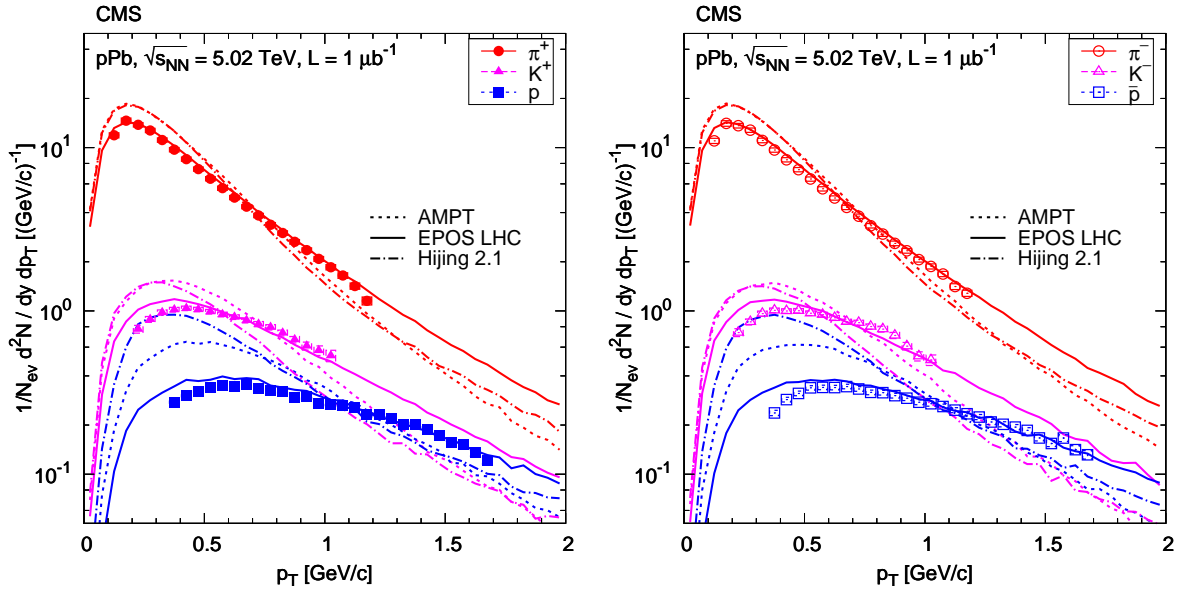 CMS
pPb, √sNN = 5.02 TeV, L = 1 μb⁻¹
π⁺
K⁺
p
AMPT
EPOS LHC
Hijing 2.1
1/Nev d²N / dy dpT [(GeV/c)⁻¹]
10¹
10⁰
10⁻¹
0 0.5 1 1.5 2
pT [GeV/c]
CMS
pPb, √sNN = 5.02 TeV, L = 1 μb⁻¹
π⁻
K⁻
p̄
AMPT
EPOS LHC
Hijing 2.1
1/Nev d²N / dy dpT [(GeV/c)⁻¹]
10¹
10⁰
10⁻¹
0 0.5 1 1.5 2
pT [GeV/c]